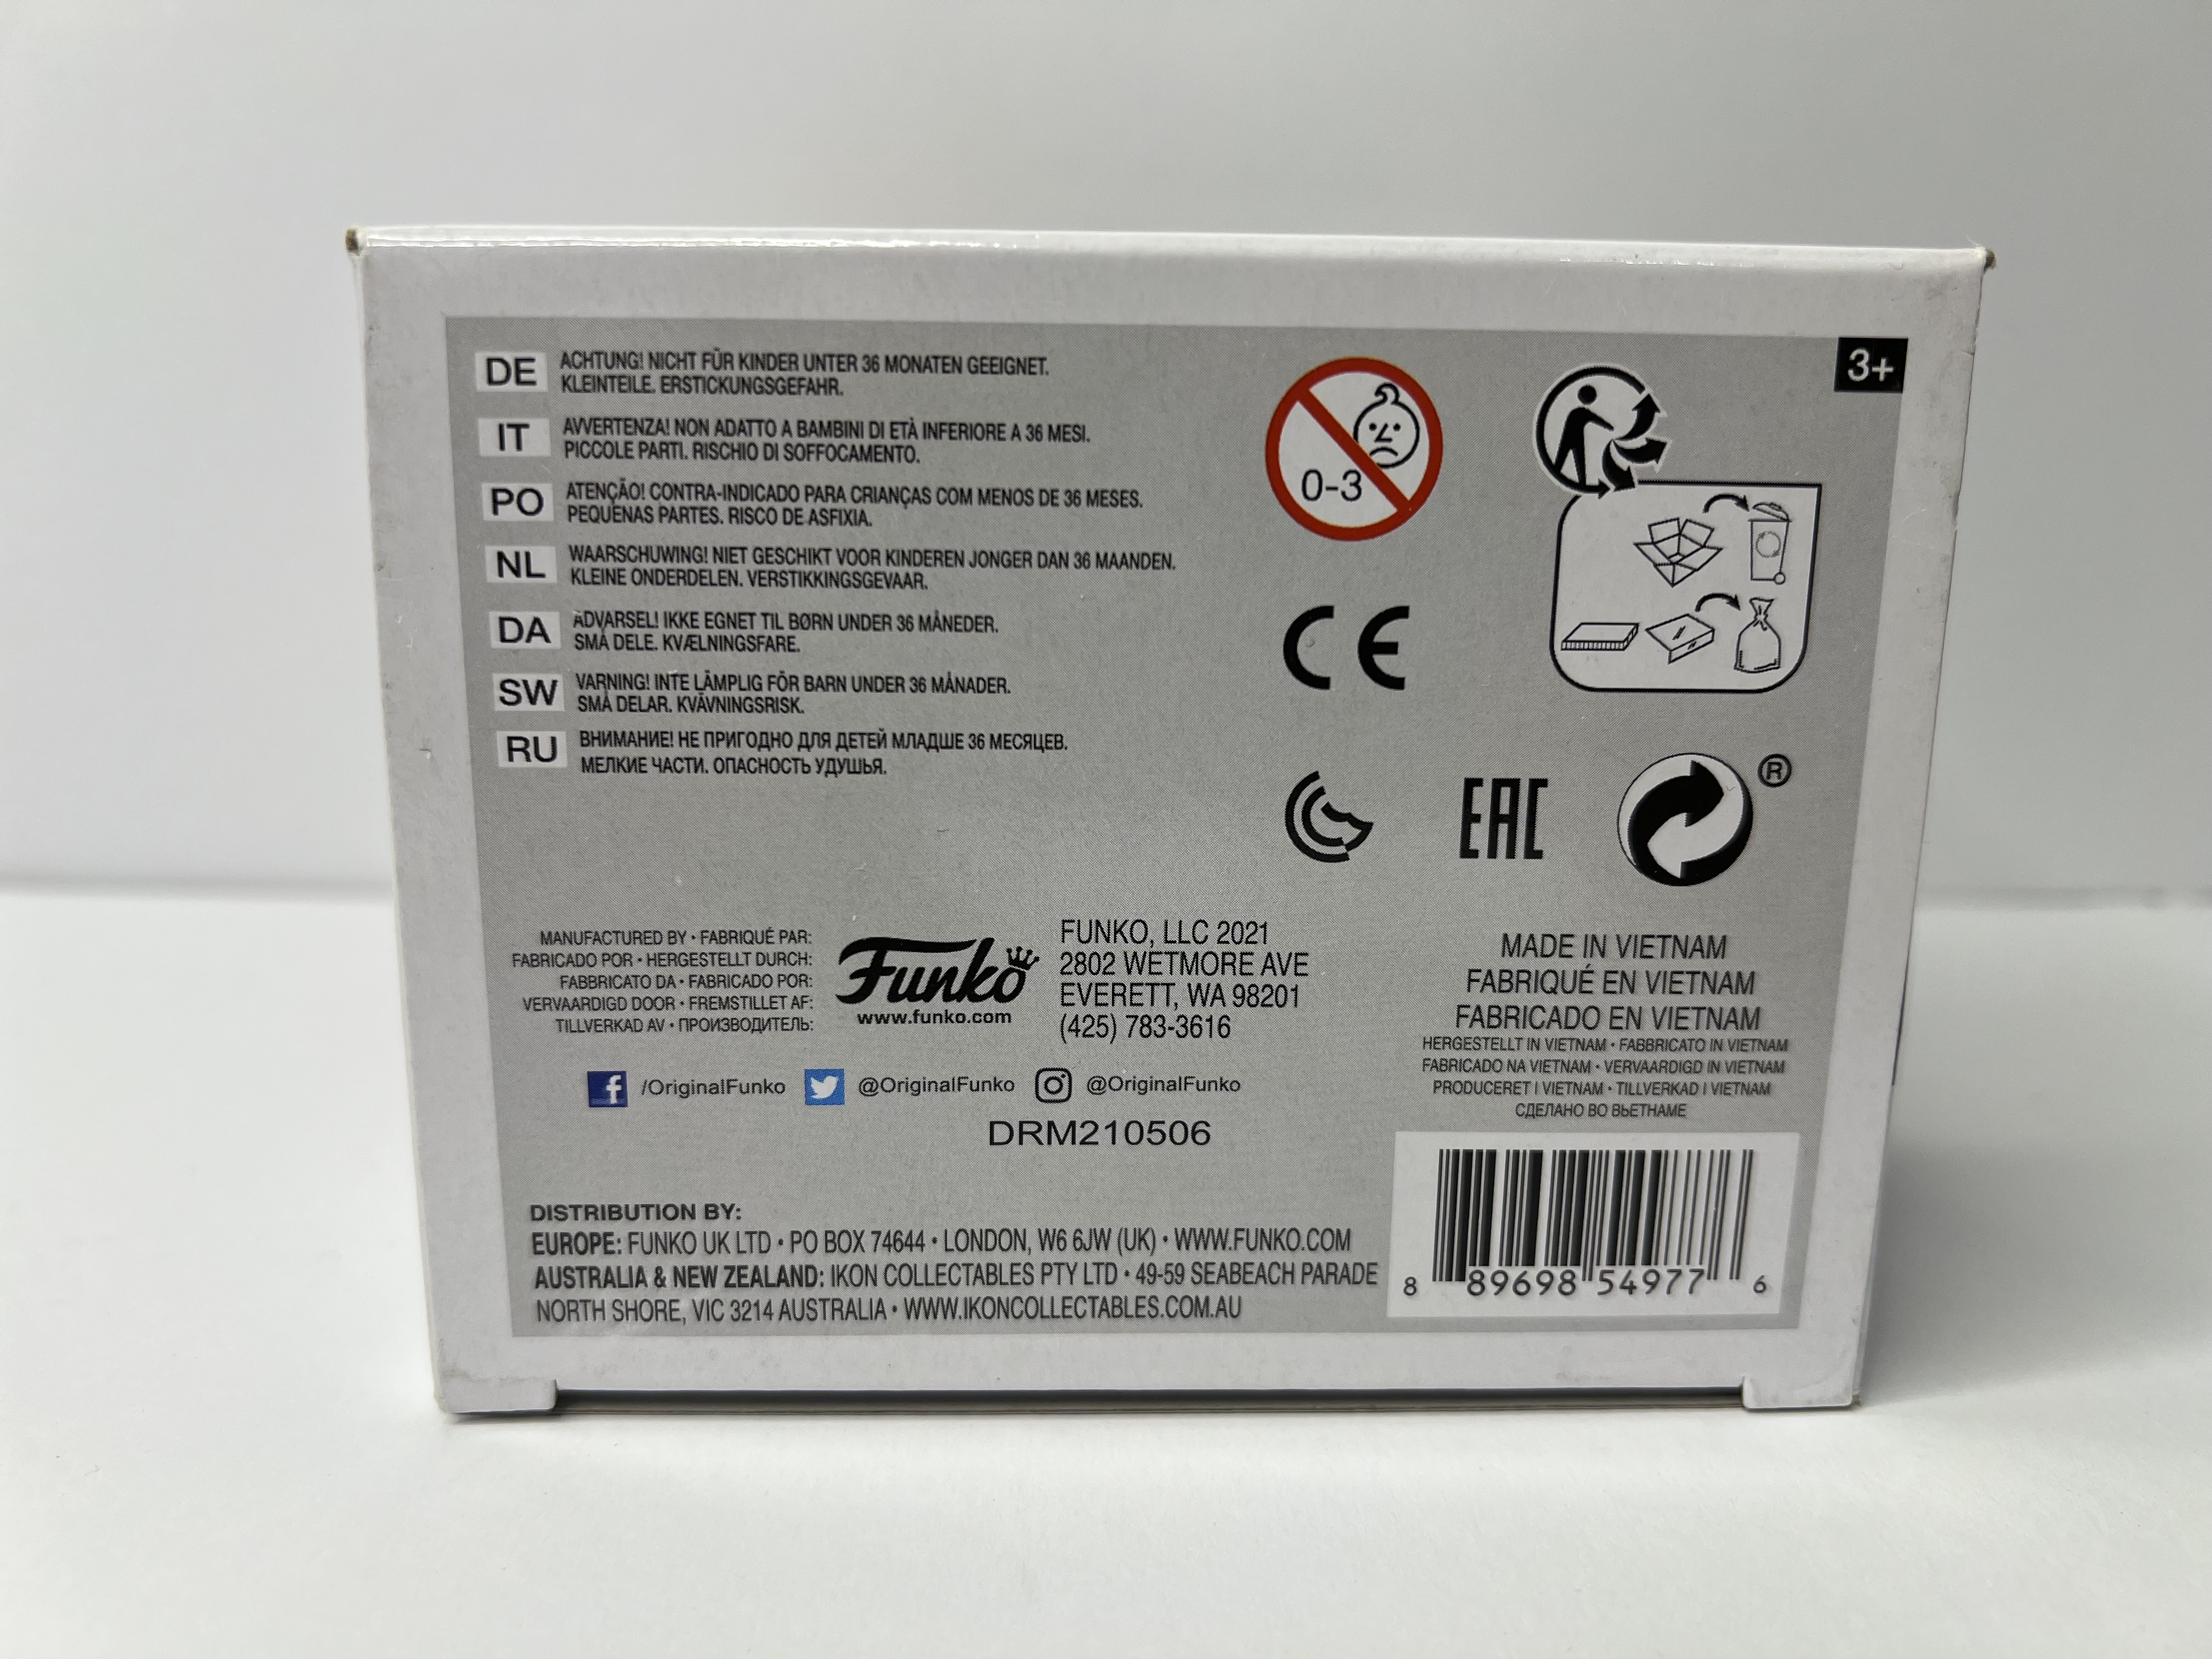 3+
DE ACHTUNG! NICHT FÜR KINDER UNTER 36 MONATEN GEEIGNET.
KLEINTEILE. ERSTICKUNGSGEFAHR.
IT AVVERTENZA! NON ADATTO A BAMBINI DI ETÀ INFERIORE A 36 MESI.
PICCOLE PARTI. RISCHIO DI SOFFOCAMENTO.
PO ATENÇÃO! CONTRA-INDICADO PARA CRIANÇAS COM MENOS DE 36 MESES.
PEQUENAS PARTES. RISCO DE ASFIXIA.
NL WAARSCHUWING! NIET GESCHIKT VOOR KINDEREN JONGER DAN 36 MAANDEN.
KLEINE ONDERDELEN. VERSTIKKINGSGEVAAR.
DA ADVARSEL! IKKE EGNET TIL BØRN UNDER 36 MÅNEDER.
SMÅ DELE. KVÆLNINGSFARE.
SW VARNING! INTE LÄMPLIG FÖR BARN UNDER 36 MÅNADER.
SMÅ DELAR. KVÄVNINGSRISK.
RU ВНИМАНИЕ! НЕ ПРИГОДНО ДЛЯ ДЕТЕЙ МЛАДШЕ 36 МЕСЯЦЕВ.
МЕЛКИЕ ЧАСТИ. ОПАСНОСТЬ УДУШЬЯ.
0-3
CE
EAC
®
MANUFACTURED BY • FABRIQUÉ PAR:
FABRICADO POR • HERGESTELLT DURCH:
FABBRICATO DA • FABRICADO POR:
VERVAARDIGD DOOR • FREMSTILLET AF:
TILLVERKAD AV • ПРОИЗВОДИТЕЛЬ:
Funko
www.funko.com
FUNKO, LLC 2021
2802 WETMORE AVE
EVERETT, WA 98201
(425) 783-3616
MADE IN VIETNAM
FABRIQUÉ EN VIETNAM
FABRICADO EN VIETNAM
HERGESTELLT IN VIETNAM • FABBRICATO IN VIETNAM
FABRICADO NA VIETNAM • VERVAARDIGD IN VIETNAM
PRODUCERET I VIETNAM • TILLVERKAD I VIETNAM
СДЕЛАНО ВО ВЬЕТНАМЕ
f /OriginalFunko @OriginalFunko @OriginalFunko
DRM210506
DISTRIBUTION BY:
EUROPE: FUNKO UK LTD • PO BOX 74644 • LONDON, W6 6JW (UK) • WWW.FUNKO.COM
AUSTRALIA & NEW ZEALAND: IKON COLLECTABLES PTY LTD • 49-59 SEABEACH PARADE
NORTH SHORE, VIC 3214 AUSTRALIA • WWW.IKONCOLLECTABLES.COM.AU
8 89698 54977 6